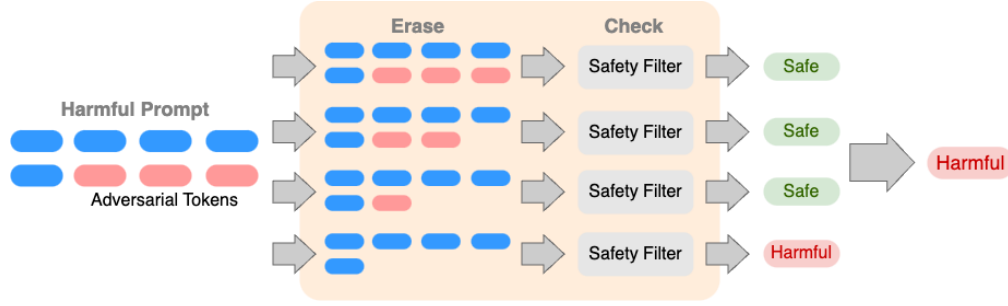 Erase
Check
Harmful Prompt
Adversarial Tokens
Safety Filter
Safe
Safety Filter
Safe
Safety Filter
Safe
Safety Filter
Harmful
Harmful